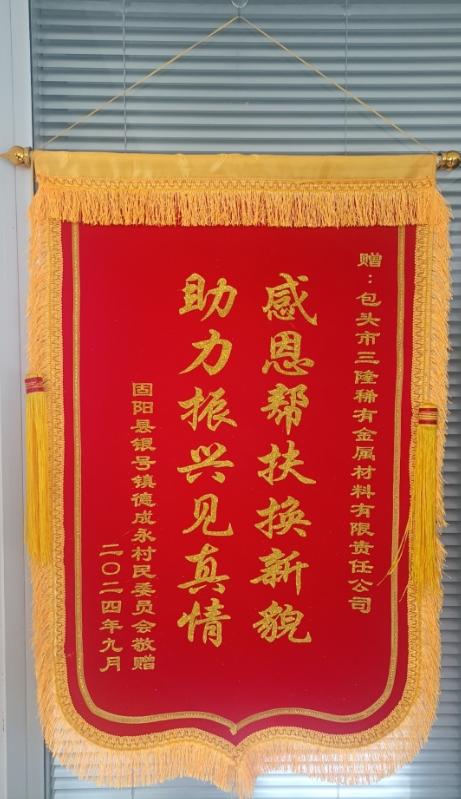 赠：包头市三隆稀有金属材料有限责任公司
感恩帮扶换新貌
助力振兴见真情
固阳县银号镇德成永村民委员会敬赠
二〇二四年九月